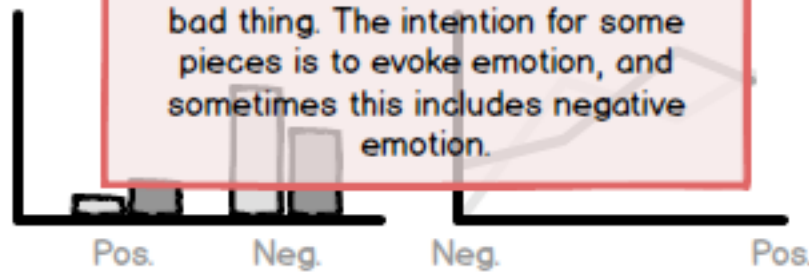 bad thing. The intention for some
pieces is to evoke emotion, and
sometimes this includes negative
emotion.
Pos. Neg. Neg. Pos